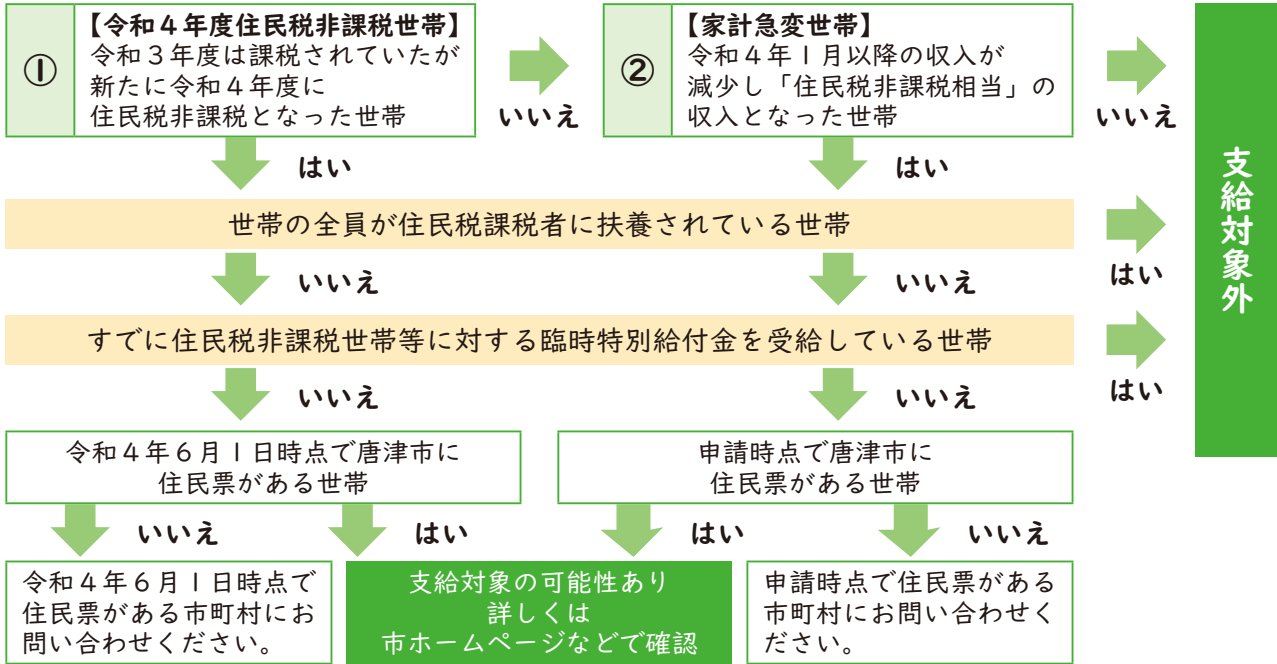 ①
【令和４年度住民税非課税世帯】
令和３年度は課税されていたが
新たに令和４年度に
住民税非課税となった世帯
いいえ
②
【家計急変世帯】
令和４年１月以降の収入が
減少し「住民税非課税相当」の
収入となった世帯
いいえ
支給対象外
はい
はい
世帯の全員が住民税課税者に扶養されている世帯
はい
いいえ
いいえ
すでに住民税非課税世帯等に対する臨時特別給付金を受給している世帯
はい
いいえ
いいえ
令和４年６月１日時点で唐津市に
住民票がある世帯
申請時点で唐津市に
住民票がある世帯
いいえ
はい
はい
いいえ
令和４年６月１日時点で
住民票がある市町村にお
問い合わせください。
支給対象の可能性あり
詳しくは
市ホームページなどで確認
申請時点で住民票がある
市町村にお問い合わせく
ださい。